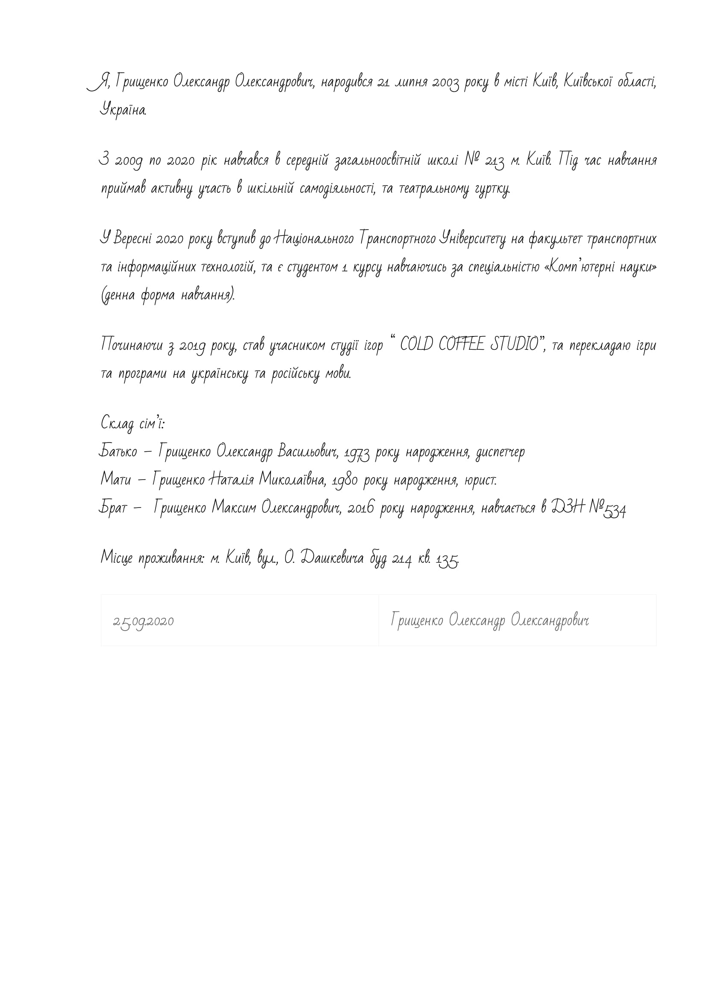 Я, Грищенко Олександр Олександрович, народився 21 липня 2003 року в місті Київ, Київської області,
Україна.
З 2009 по 2020 рік навчався в середній загальноосвітній школі № 213 м. Київ. Під час навчання
приймав активну участь в шкільній самодіяльності, та театральному гуртку.
У Вересні 2020 року вступив до Національного Транспортного Університету на факультет транспортних
та інформаційних технологій, та є студентом 1 курсу навчаючись за спеціальністю «Комп’ютерні науки»
(денна форма навчання).
Починаючи з 2019 року, став учасником студії ігор “ COLD COFFEE STUDIO”, та перекладаю ігри
та програми на українську та російську мови.
Склад сім’ї:
Батько – Грищенко Олександр Васильович, 1973 року народження, диспетчер
Мати – Грищенко Наталія Миколаївна, 1980 року народження, юрист.
Брат – Грищенко Максим Олександрович, 2016 року народження, навчається в ДЗН №534
Місце проживання: м. Київ, вул., О. Дашкевича буд 214 кв. 135.
25.09.2020 Грищенко Олександр Олександрович